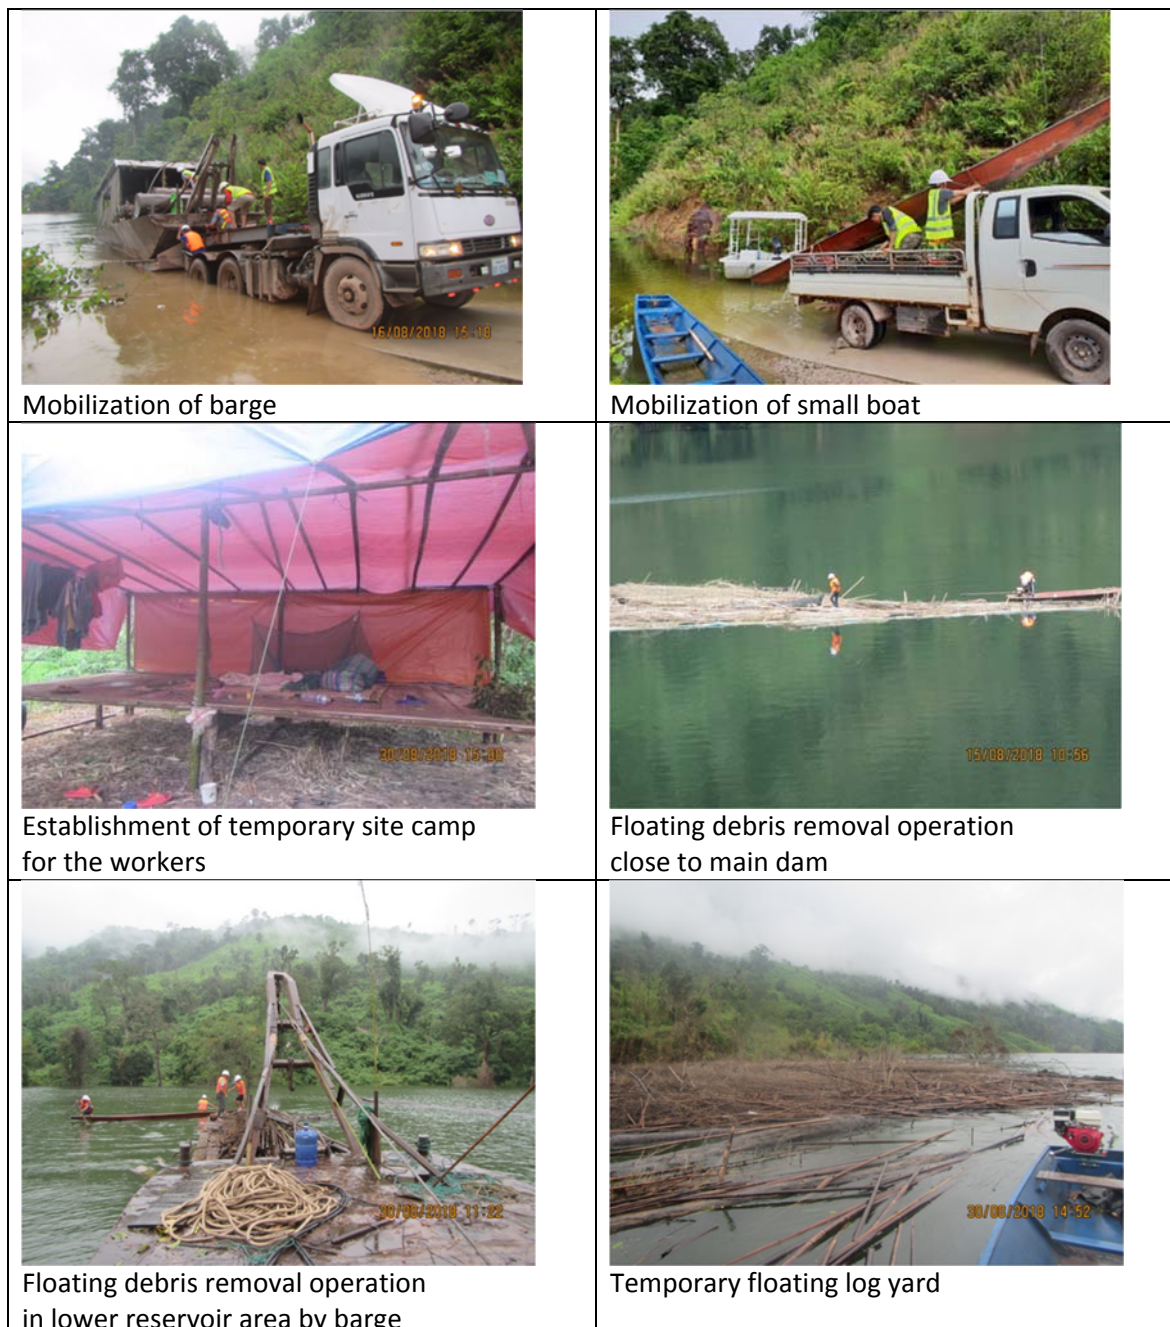 16/08/2018 15:18
Mobilization of barge
Mobilization of small boat
30/08/2018 15:00
Establishment of temporary site camp
for the workers
15/08/2018 10:56
Floating debris removal operation
close to main dam
30/08/2018 11:22
Floating debris removal operation
in lower reservoir area by barge
30/08/2018 14:52
Temporary floating log yard